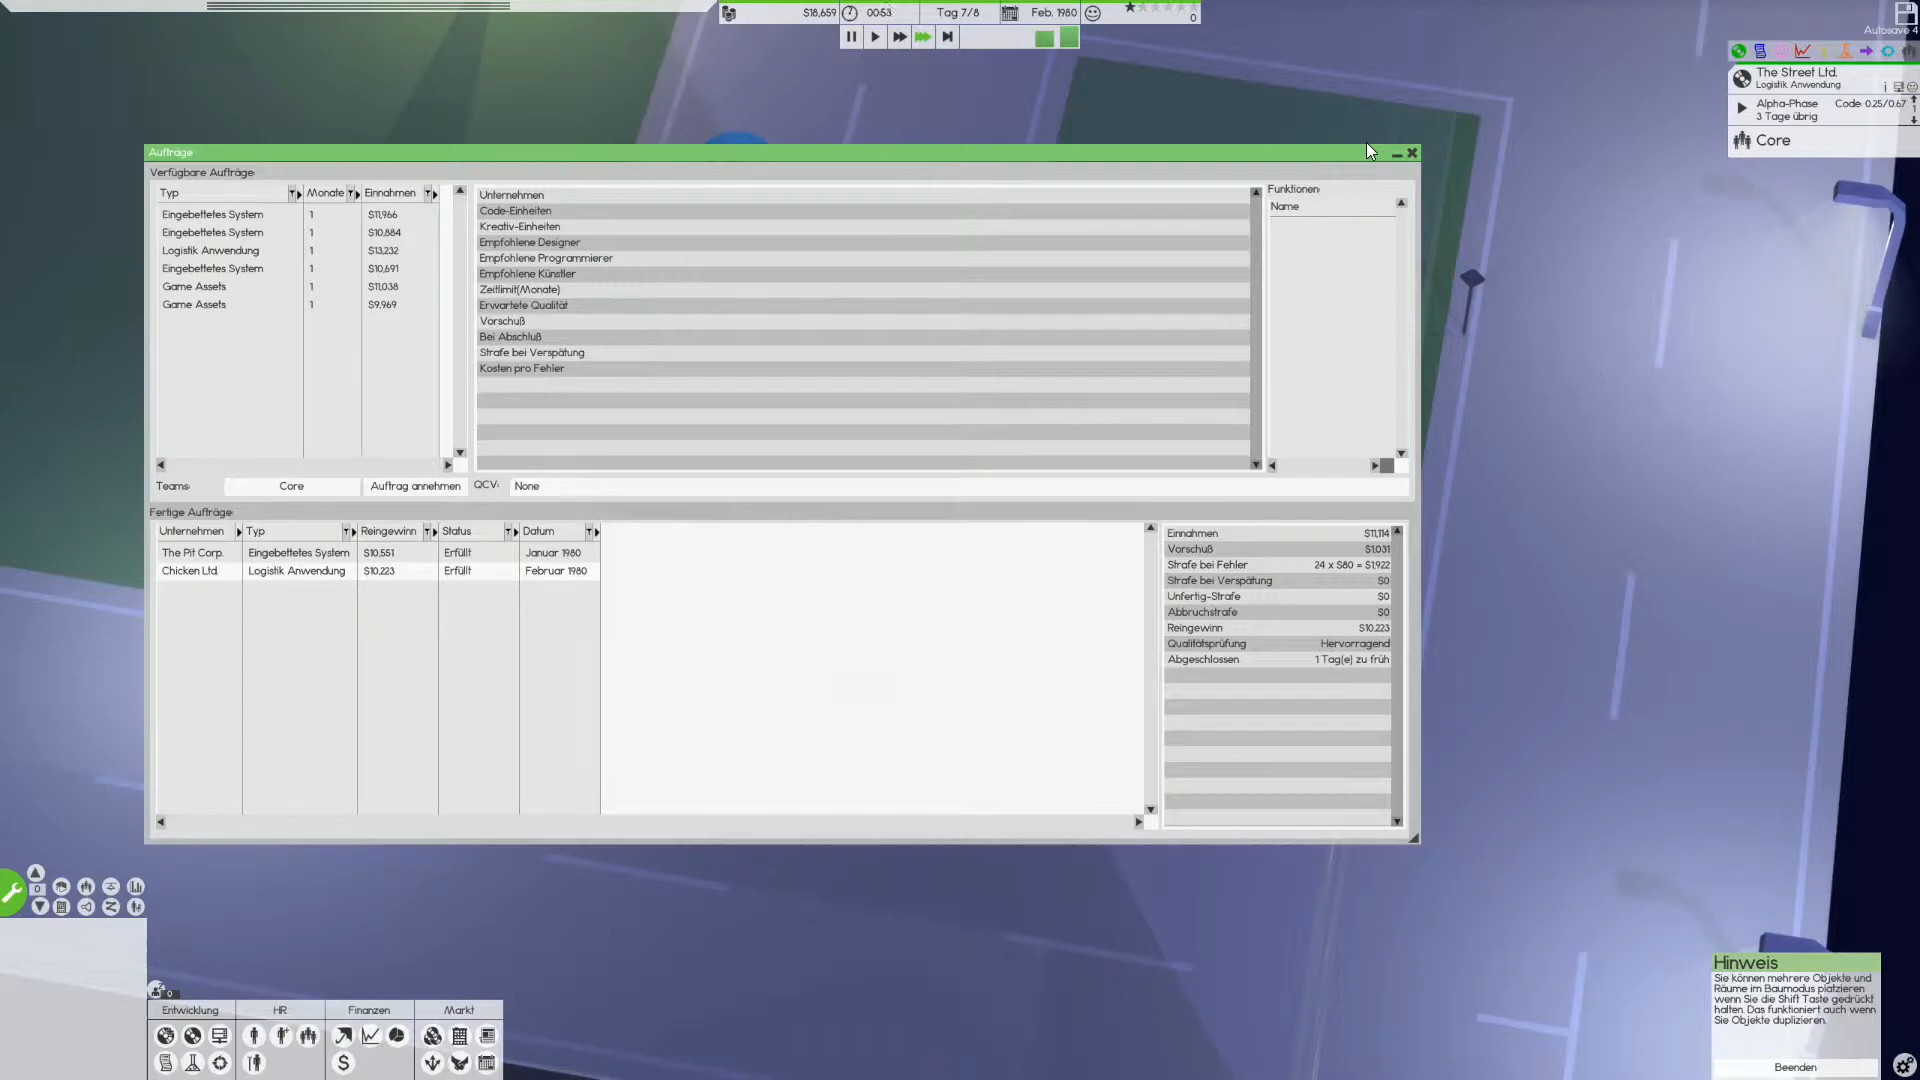 $18,659 00:53 Tag 7/8 Feb. 1980 0
Autosave 4
The Street Ltd.
Logistik Anwendung
Alpha-Phase Code: 0.25/0.67 1
3 Tage übrig
Core
Aufträge
Verfügbare Aufträge:
Typ Monate Einnahmen
Eingebettetes System 1 $11,966
Eingebettetes System 1 $10,884
Logistik Anwendung 1 $13,232
Eingebettetes System 1 $10,691
Game Assets 1 $11,038
Game Assets 1 $9,969
Unternehmen
Code-Einheiten
Kreativ-Einheiten
Empfohlene Designer
Empfohlene Programmierer
Empfohlene Künstler
Zeitlimit(Monate)
Erwartete Qualität
Vorschuß
Bei Abschluß
Strafe bei Verspätung
Kosten pro Fehler
Funktionen:
Name
Teams: Core Auftrag annehmen QCV: None
Fertige Aufträge:
Unternehmen Typ Reingewinn Status Datum
The Pit Corp. Eingebettetes System $10,551 Erfüllt Januar 1980
Chicken Ltd. Logistik Anwendung $10,223 Erfüllt Februar 1980
Einnahmen $11,114
Vorschuß $1,031
Strafe bei Fehler 24 x $80 = $1,922
Strafe bei Verspätung $0
Unfertig-Strafe $0
Abbruchstrafe $0
Reingewinn $10,223
Qualitätsprüfung Hervorragend
Abgeschlossen 1 Tag(e) zu früh
0
0
Entwicklung HR Finanzen Markt
Hinweis
Sie können mehrere Objekte und
Räume im Baumodus platzieren
wenn Sie die Shift Taste gedrückt
halten. Das funktioniert auch wenn
Sie Objekte duplizieren.
Beenden